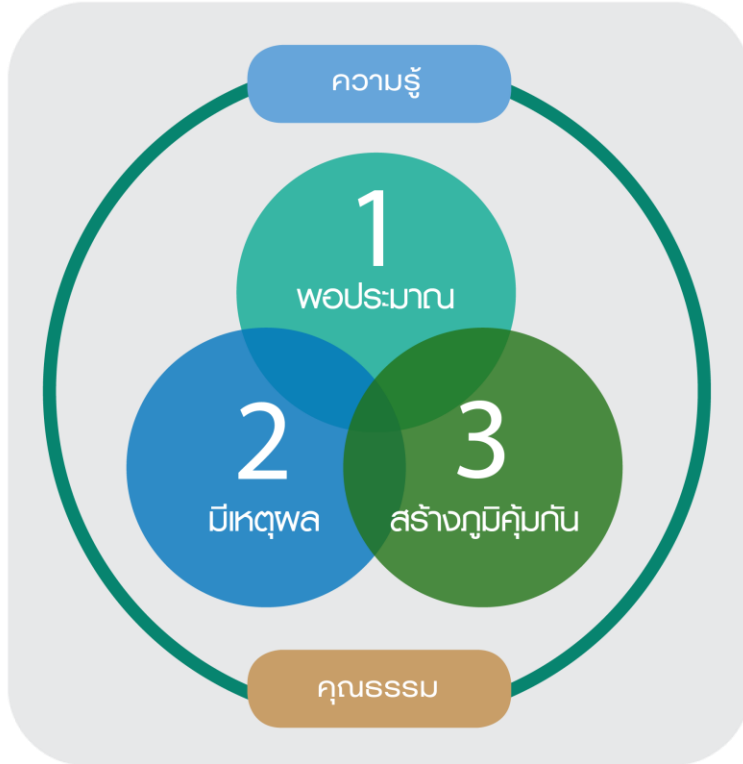 ความรู้
1
พอประมาณ
2
มีเหตุผล
3
สร้างภูมิคุ้มกัน
คุณธรรม